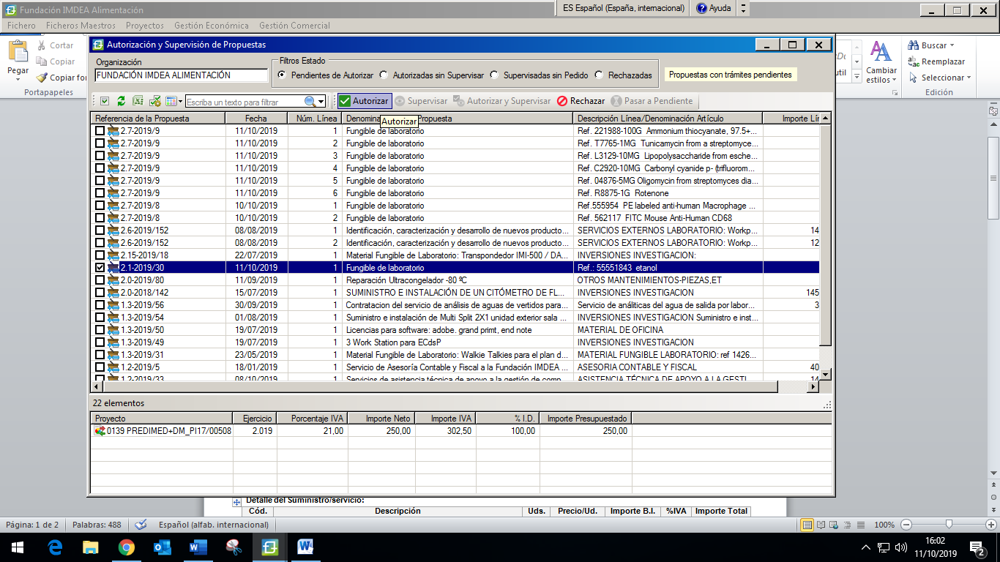 Fundación IMDEA Alimentación
ES Español (España, internacional) Ayuda
Fichero Ficheros Maestros Proyectos Gestión Económica Gestión Comercial
Autorización y Supervisión de Propuestas
Pegar Cortar Copiar Copiar fo
Portapapeles
Cambiar estilos
Buscar
Reemplazar
Seleccionar
Edición
Organización
FUNDACIÓN IMDEA ALIMENTACIÓN
Filtros Estado
Pendientes de Autorizar Autorizadas sin Supervisar Supervisadas sin Pedido Rechazadas
Propuestas con trámites pendientes
Escriba un texto para filtrar Autorizar Supervisar Autorizar y Supervisar Rechazar Pasar a Pendiente
Autorizar
Referencia de la Propuesta Fecha Núm. Línea Denomina Propuesta Descripción Línea/Denominación Artículo Importe Lír
2.7-2019/9 11/10/2019 1 Fungible de laboratorio Ref. 221988-100G Ammonium thiocyanate, 97.5+...
2.7-2019/9 11/10/2019 2 Fungible de laboratorio Ref. T7765-1MG Tunicamycin from a streptomyce...
2.7-2019/9 11/10/2019 3 Fungible de laboratorio Ref. L3129-10MG Lipopolysaccharide from esche...
2.7-2019/9 11/10/2019 4 Fungible de laboratorio Ref. C2920-10MG Carbonyl cyanide p- (trifluorom...
2.7-2019/9 11/10/2019 5 Fungible de laboratorio Ref. 04876-5MG Oligomycin from streptomyces dia...
2.7-2019/9 11/10/2019 6 Fungible de laboratorio Ref. R8875-1G Rotenone
2.7-2019/8 10/10/2019 1 Fungible de laboratorio Ref.555954 PE labeled anti-human Macrophage ...
2.7-2019/8 10/10/2019 2 Fungible de laboratorio Ref. 562117 FITC Mouse Anti-Human CD68
2.6-2019/152 08/08/2019 1 Identificación, caracterización y desarrollo de nuevos producto... SERVICIOS EXTERNOS LABORATORIO: Workp... 14
2.6-2019/152 08/08/2019 2 Identificación, caracterización y desarrollo de nuevos producto... SERVICIOS EXTERNOS LABORATORIO: Workp... 12
2.15-2019/18 22/07/2019 1 Material Fungible de Laboratorio: Transpondedor IMI-500 / DA... INVERSIONES INVESTIGACION:
2.1-2019/30 11/10/2019 1 Fungible de laboratorio Ref.: 55551843 etanol
2.0-2019/80 11/09/2019 1 Reparación Ultracongelador -80 ºC OTROS MANTENIMIENTOS-PIEZAS,ET
2.0-2018/142 15/07/2019 1 SUMINISTRO E INSTALACIÓN DE UN CITÓMETRO DE FL... INVERSIONES INVESTIGACION 145
1.3-2019/56 30/09/2019 1 Contratacion del servicio de análisis de aguas de vertidos para... Servicio de análiticas del agua de salida por labor... 3
1.3-2019/54 01/08/2019 1 Suministro e instalación de Multi Split 2X1 unidad exterior sala ... INVERSIONES INVESTIGACION Suministro e inst...
1.3-2019/50 19/07/2019 1 Licencias para software: adobe. grand primt, end note MATERIAL DE OFICINA
1.3-2019/49 19/07/2019 1 3 Work Station para ECdsP INVERSIONES INVESTIGACION
1.3-2019/31 23/05/2019 1 Material Fungible de Laboratorio: Walkie Talkies para el plan d... MATERIAL FUNGIBLE LABORATORIO: ref 1426...
1.2-2019/5 18/01/2019 1 Servicio de Asesoría Contable y Fiscal a la Fundación IMDEA ... ASESORIA CONTABLE Y FISCAL 40
1.2-2019/33 08/10/2019 1 Servicios de asistencia técnica de apoyo a la gestión de comp... ASISTENCIA TÉCNICA DE APOYO A LA GESTI... 14
22 elementos
Proyecto Ejercicio Porcentaje IVA Importe Neto Importe IVA % I.D. Importe Presupuestado
0139 PREDIMED+DM_PI17/00508 2.019 21,00 250,00 302,50 100,00 250,00
Detalle del Suministro/servicio:
Cód. Descripción Uds. Precio/Ud. Importe B.I. %IVA Importe Total
Página: 1 de 2 Palabras: 488 Español (alfab. internacional) 100%
16:02
11/10/2019
2